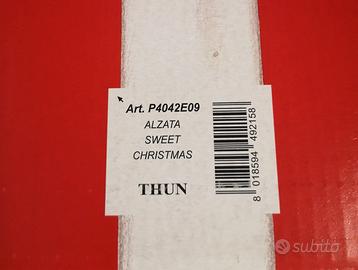 Art. P4042E09
ALZATA
SWEET
CHRISTMAS
THUN
8 018594 492158
subito